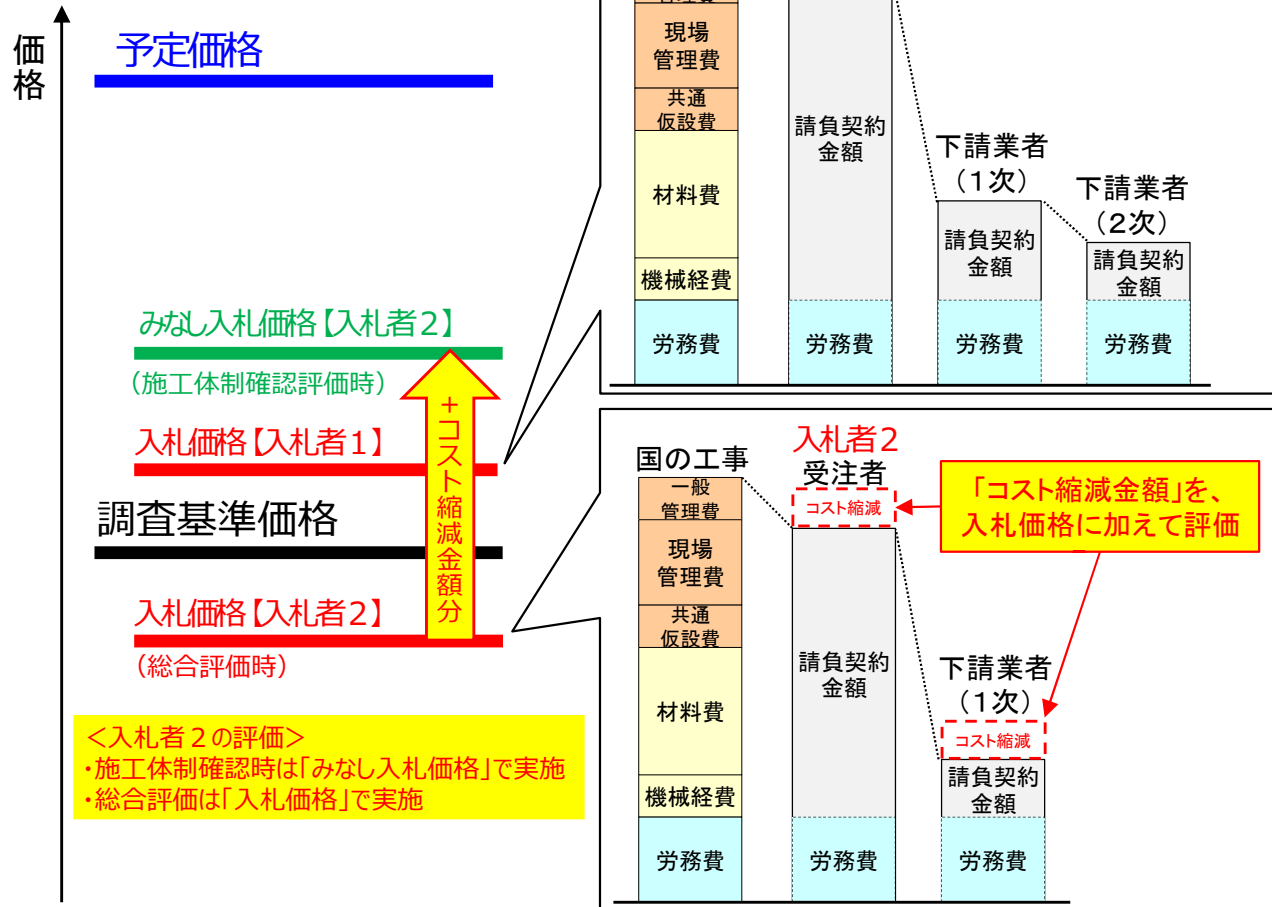 価
格
予定価格
みなし入札価格【入札者2】
(施工体制確認評価時)
入札価格【入札者1】
調査基準価格
入札価格【入札者2】
(総合評価時)
+コスト縮減金額分
<入札者2の評価>
・施工体制確認時は「みなし入札価格」で実施
・総合評価は「入札価格」で実施
現場
管理費
共通
仮設費
材料費
機械経費
労務費
請負契約
金額
労務費
下請業者
(1次)
請負契約
金額
労務費
下請業者
(2次)
請負契約
金額
労務費
国の工事
一般
管理費
現場
管理費
共通
仮設費
材料費
機械経費
労務費
入札者2
受注者
コスト縮減
請負契約
金額
労務費
「コスト縮減金額」を、
入札価格に加えて評価
下請業者
(1次)
コスト縮減
請負契約
金額
労務費